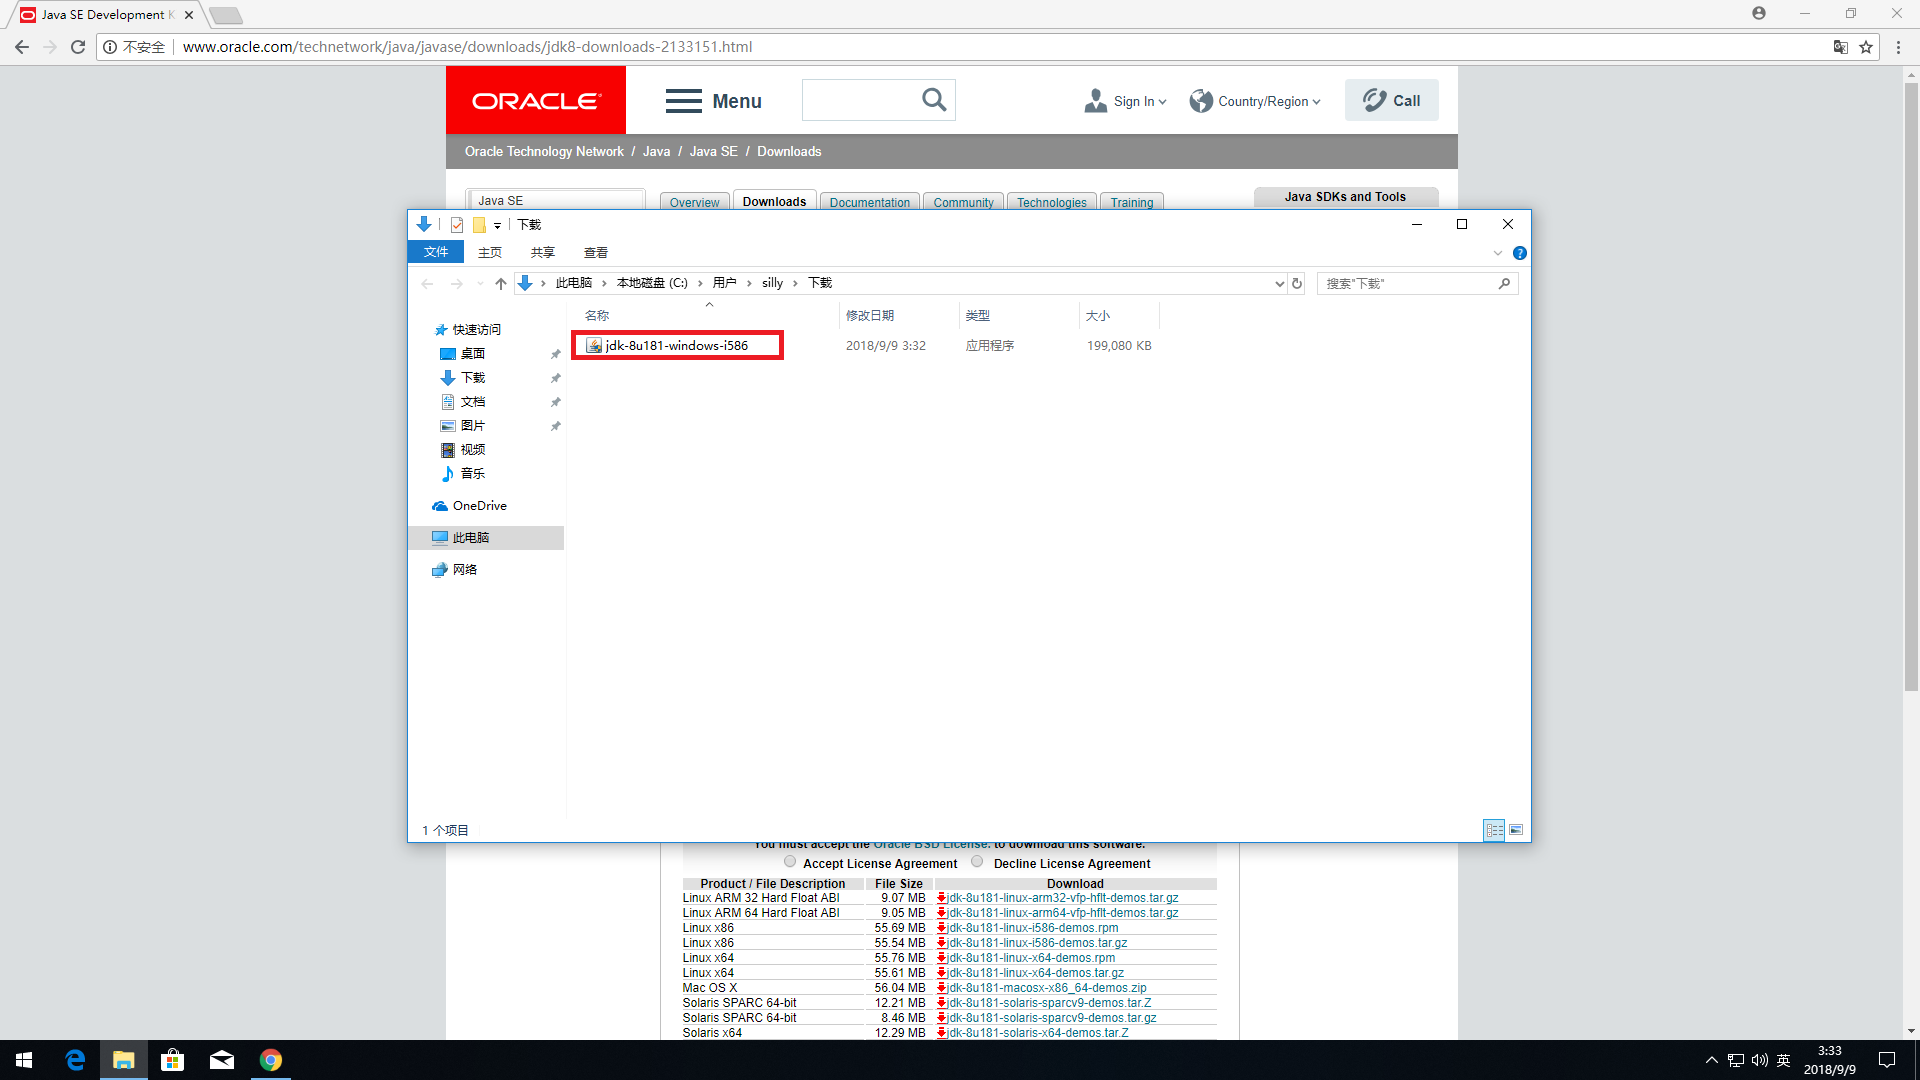 Java SE Development K
不安全 www.oracle.com/technetwork/java/javase/downloads/jdk8-downloads-2133151.html
ORACLE Menu Sign In Country/Region Call
Oracle Technology Network / Java / Java SE / Downloads
Java SE Overview Downloads Documentation Community Technologies Training Java SDKs and Tools
下载
文件 主页 共享 查看
此电脑 本地磁盘 (C:) 用户 silly 下载 搜索"下载"
名称 修改日期 类型 大小
jdk-8u181-windows-i586 2018/9/9 3:32 应用程序 199,080 KB
快速访问
桌面
下载
文档
图片
视频
音乐
OneDrive
此电脑
网络
1 个项目
You must accept the Oracle BSD License. to download this software.
Accept License Agreement Decline License Agreement
Product / File Description File Size Download
Linux ARM 32 Hard Float ABI 9.07 MB jdk-8u181-linux-arm32-vfp-hflt-demos.tar.gz
Linux ARM 64 Hard Float ABI 9.05 MB jdk-8u181-linux-arm64-vfp-hflt-demos.tar.gz
Linux x86 55.69 MB jdk-8u181-linux-i586-demos.rpm
Linux x86 55.54 MB jdk-8u181-linux-i586-demos.tar.gz
Linux x64 55.76 MB jdk-8u181-linux-x64-demos.rpm
Linux x64 55.61 MB jdk-8u181-linux-x64-demos.tar.gz
Mac OS X 56.04 MB jdk-8u181-macosx-x86_64-demos.zip
Solaris SPARC 64-bit 12.21 MB jdk-8u181-solaris-sparcv9-demos.tar.Z
Solaris SPARC 64-bit 8.46 MB jdk-8u181-solaris-sparcv9-demos.tar.gz
Solaris x64 12.29 MB jdk-8u181-solaris-x64-demos.tar.Z
英 3:33
2018/9/9